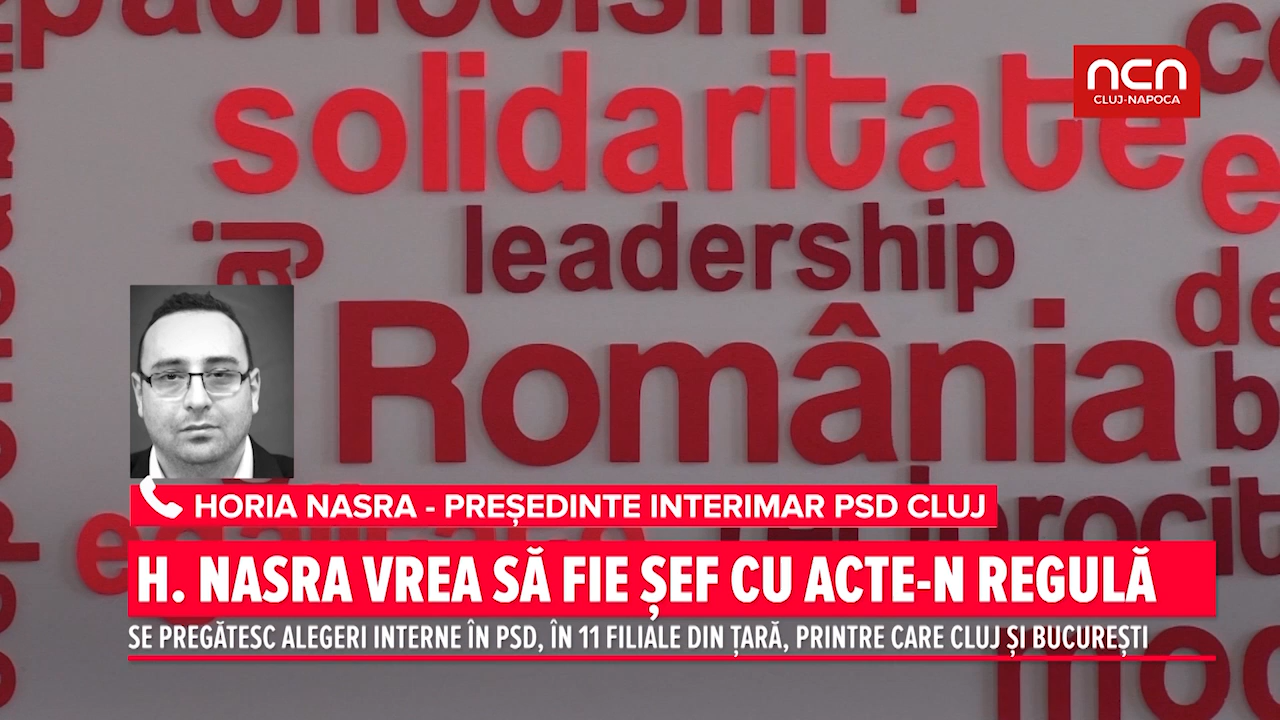 solidaritate
ncn
CLUJ-NAPOCA
leadership
România
egalitate
HORIA NASRA - PREȘEDINTE INTERIMAR PSD CLUJ
H. NASRA VREA SĂ FIE ȘEF CU ACTE-N REGULĂ
SE PREGĂTESC ALEGERI INTERNE ÎN PSD, ÎN 11 FILIALE DIN ȚARĂ, PRINTRE CARE CLUJ ȘI BUCUREȘTI